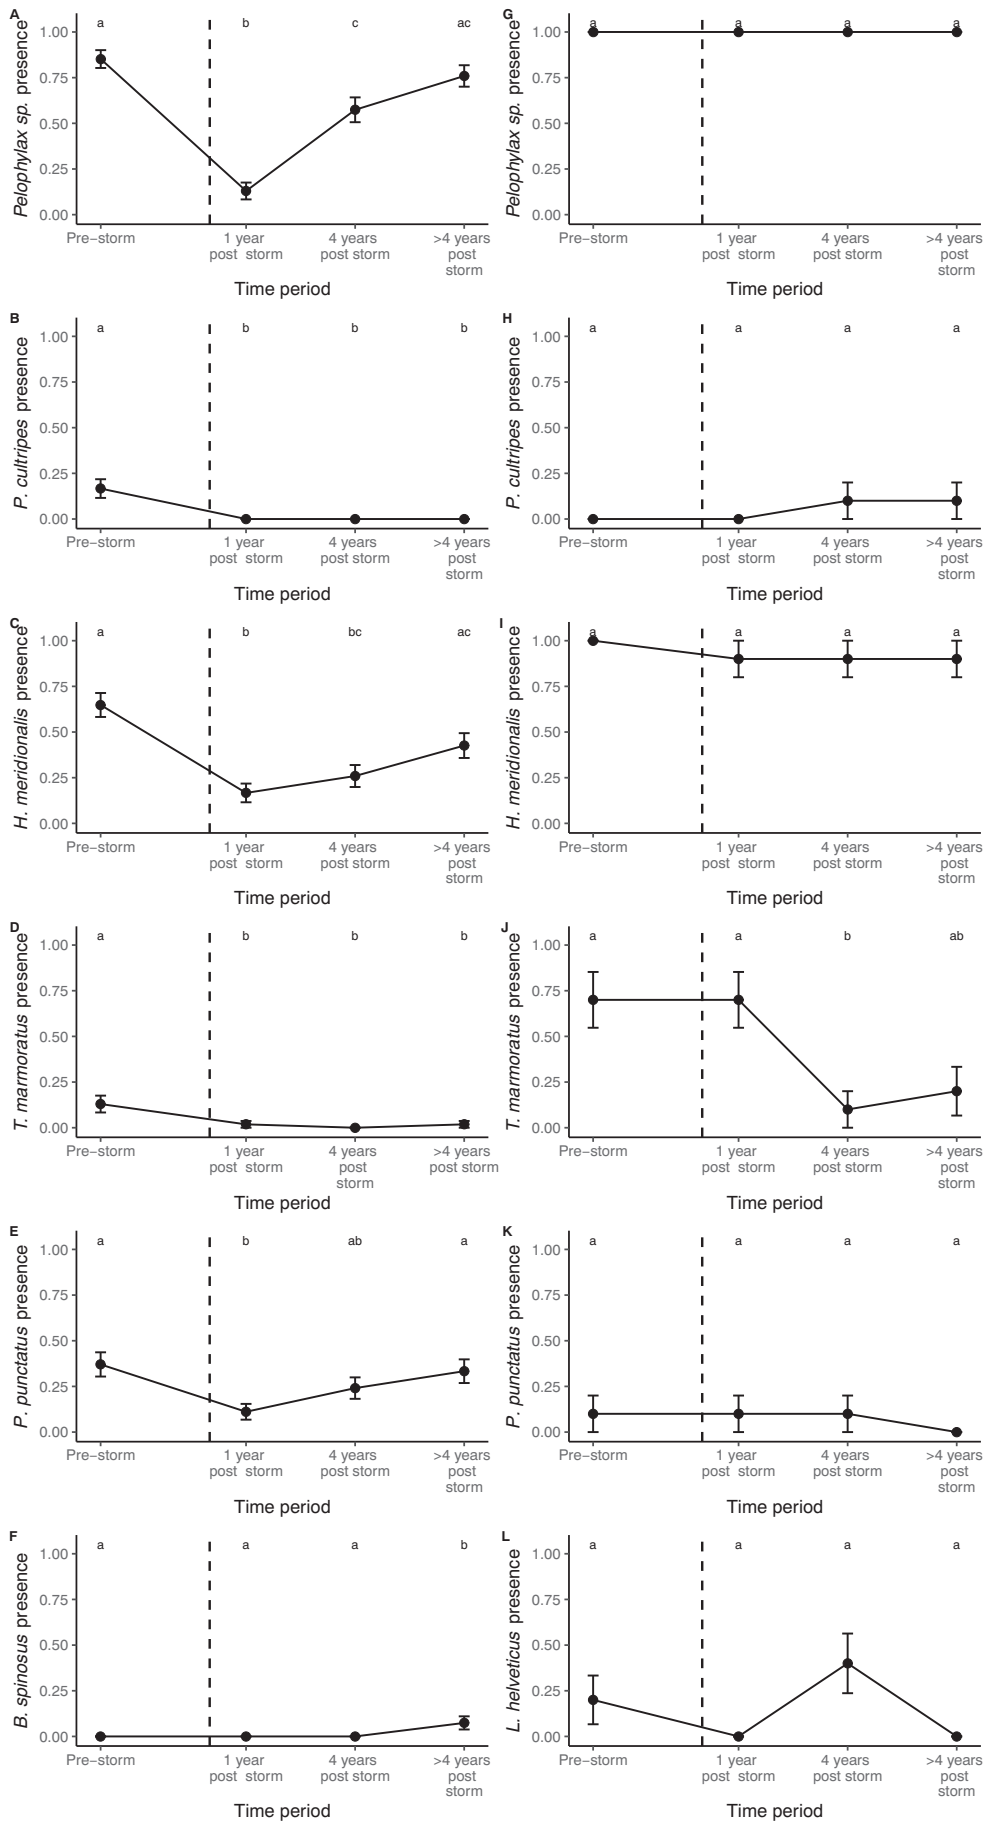 A
a b c ac
1.00
0.75
0.50
0.25
0.00
Pelophylax sp. presence
Pre−storm
1 year
post storm
4 years
post storm
>4 years
post
storm
Time period
G
a a a a
1.00
0.75
0.50
0.25
0.00
Pelophylax sp. presence
Pre−storm
1 year
post storm
4 years
post storm
>4 years
post
storm
Time period
B
a b b b
1.00
0.75
0.50
0.25
0.00
P. cultripes presence
Pre−storm
1 year
post storm
4 years
post storm
>4 years
post
storm
Time period
H
a a a a
1.00
0.75
0.50
0.25
0.00
P. cultripes presence
Pre−storm
1 year
post storm
4 years
post storm
>4 years
post
storm
Time period
C
a b bc ac
1.00
0.75
0.50
0.25
0.00
H. meridionalis presence
Pre−storm
1 year
post storm
4 years
post storm
>4 years
post
storm
Time period
I
a a a a
1.00
0.75
0.50
0.25
0.00
H. meridionalis presence
Pre−storm
1 year
post storm
4 years
post storm
>4 years
post
storm
Time period
D
a b b b
1.00
0.75
0.50
0.25
0.00
T. marmoratus presence
Pre−storm
1 year
post storm
4 years
post
storm
>4 years
post storm
Time period
J
a a b ab
1.00
0.75
0.50
0.25
0.00
T. marmoratus presence
Pre−storm
1 year
post storm
4 years
post storm
>4 years
post
storm
Time period
E
a b ab a
1.00
0.75
0.50
0.25
0.00
P. punctatus presence
Pre−storm
1 year
post storm
4 years
post storm
>4 years
post
storm
Time period
K
a a a a
1.00
0.75
0.50
0.25
0.00
P. punctatus presence
Pre−storm
1 year
post storm
4 years
post storm
>4 years
post
storm
Time period
F
a a a b
1.00
0.75
0.50
0.25
0.00
B. spinosus presence
Pre−storm
1 year
post storm
4 years
post storm
>4 years
post
storm
Time period
L
a a a a
1.00
0.75
0.50
0.25
0.00
L. helveticus presence
Pre−storm
1 year
post storm
4 years
post storm
>4 years
post
storm
Time period